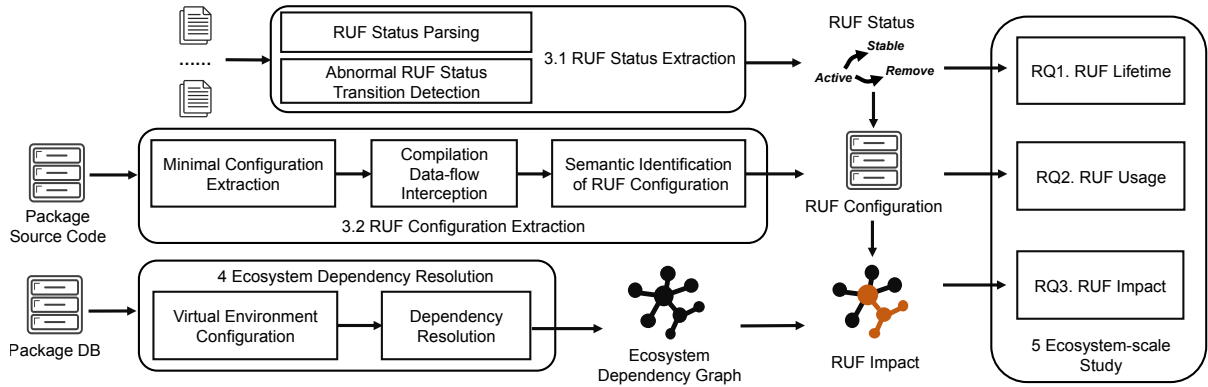 RUF Status Parsing
......
Abnormal RUF Status
Transition Detection
3.1 RUF Status Extraction
RUF Status
Stable
Active
Remove
RQ1. RUF Lifetime
Package
Source Code
Minimal Configuration
Extraction
Compilation
Data-flow
Interception
Semantic Identification
of RUF Configuration
3.2 RUF Configuration Extraction
RUF Configuration
RQ2. RUF Usage
Package DB
4 Ecosystem Dependency Resolution
Virtual Environment
Configuration
Dependency
Resolution
Ecosystem
Dependency Graph
RUF Impact
RQ3. RUF Impact
5 Ecosystem-scale
Study